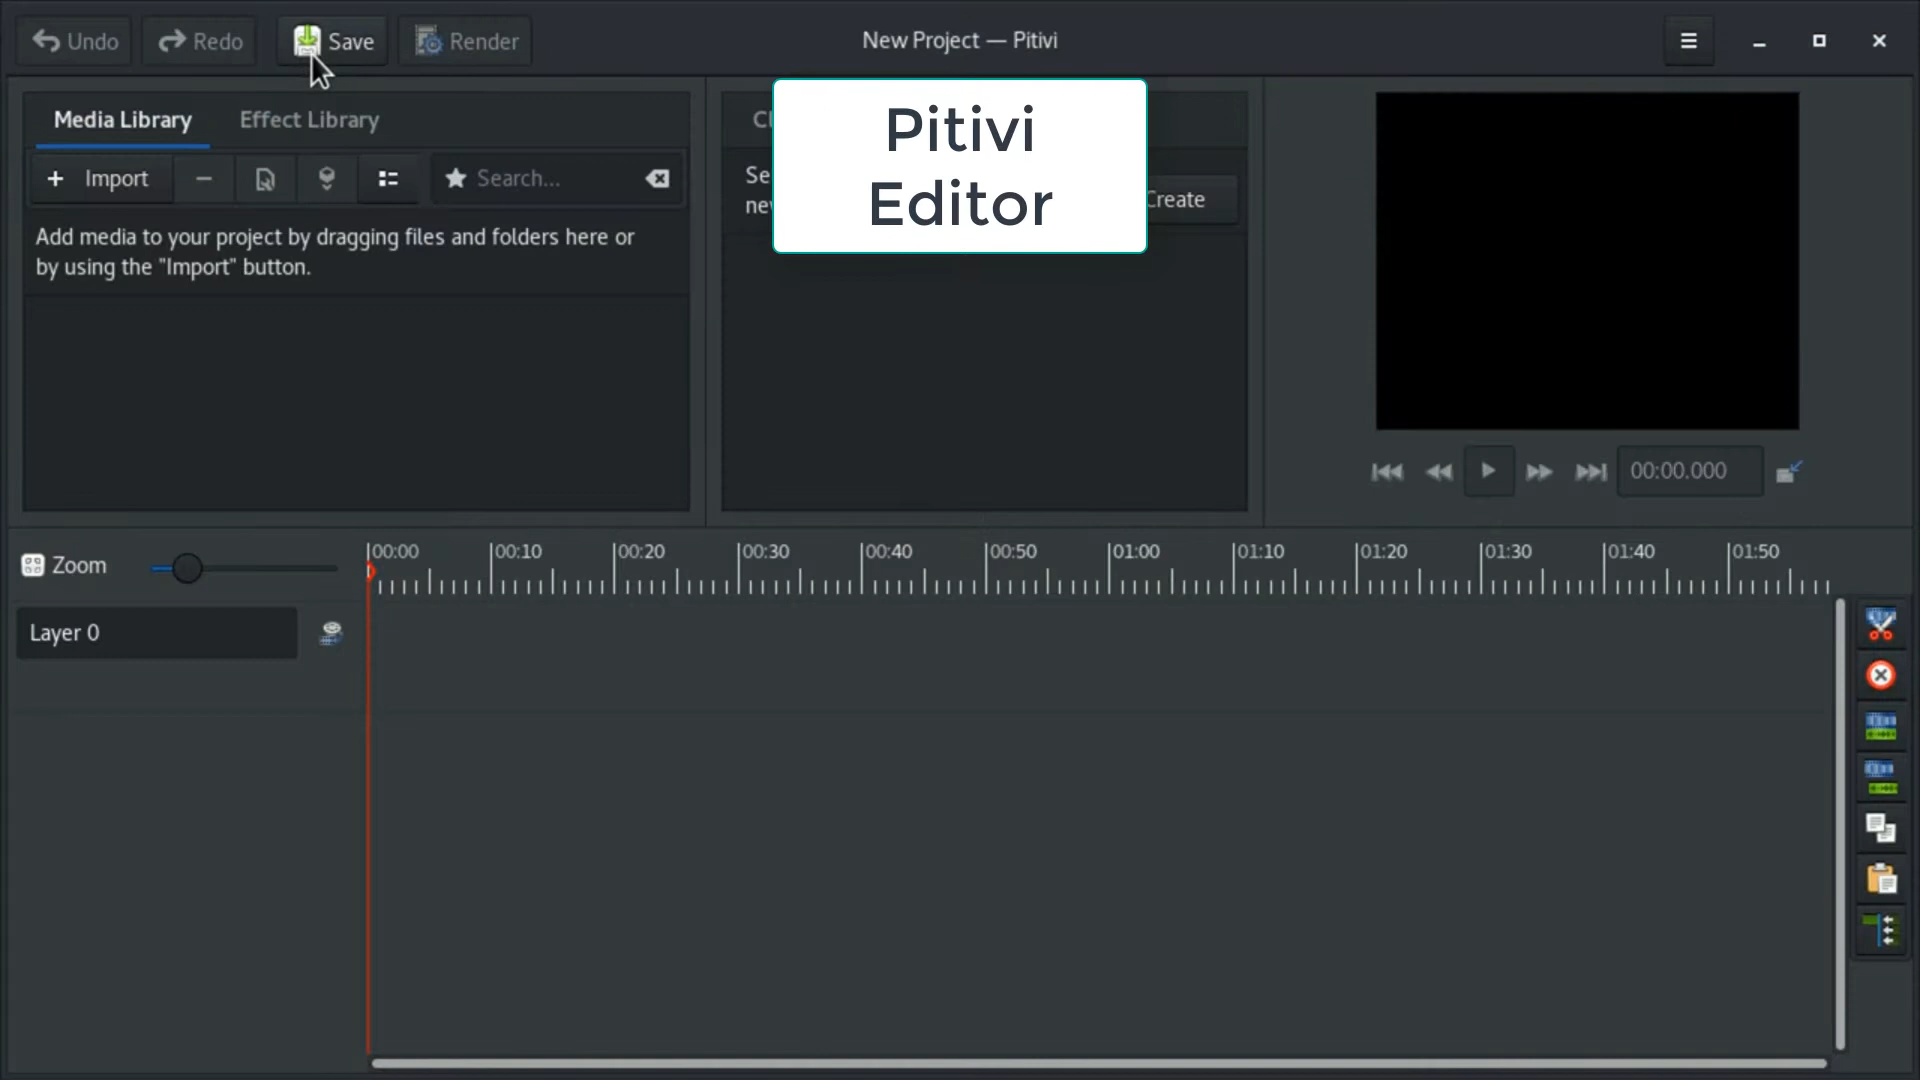 Undo
Redo
Save
Render
New Project — Pitivi
Media Library
Effect Library
Import
Search...
Add media to your project by dragging files and folders here or
by using the "Import" button.
Pitivi
Editor
Create
00:00.000
Zoom
00:00
00:10
00:20
00:30
00:40
00:50
01:00
01:10
01:20
01:30
01:40
01:50
Layer 0